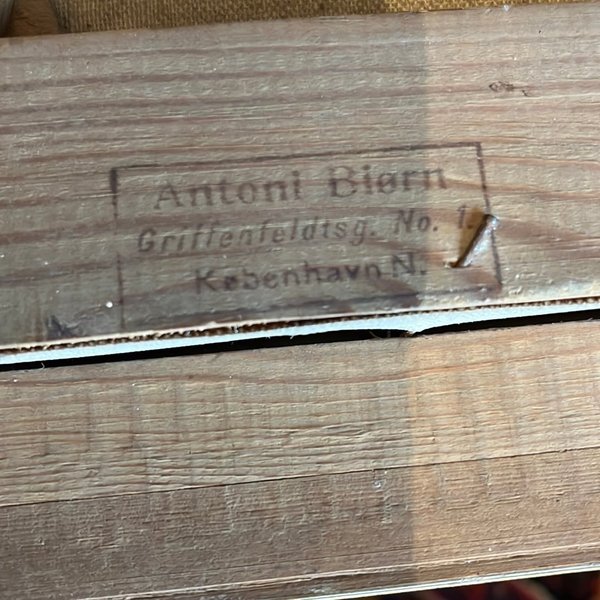 Antoni Biørn
Griffenfeldtsg. No. 1.
København N.